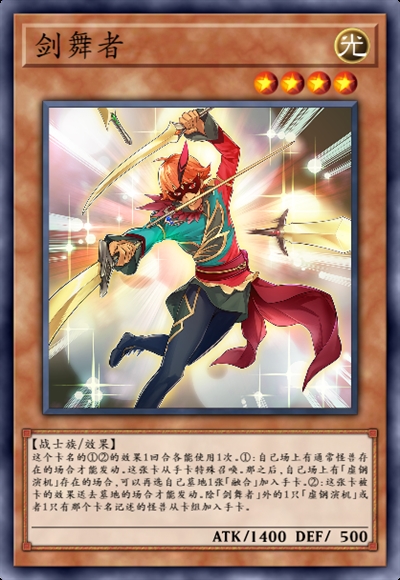 剑舞者
光
【战士族/效果】
这个卡名的①②的效果1回合各能使用1次。①:自己场上有通常怪兽存
在的场合才能发动。这张卡从手卡特殊召唤。那之后,自己场上有「虚钢
演机」存在的场合,可以再选自己墓地1张「融合」加入手卡。②:这张卡被
卡的效果送去墓地的场合才能发动。除「剑舞者」外的1只「虚钢演机」或
者1只有那个卡名记述的怪兽从卡组加入手卡。
ATK/1400 DEF/ 500